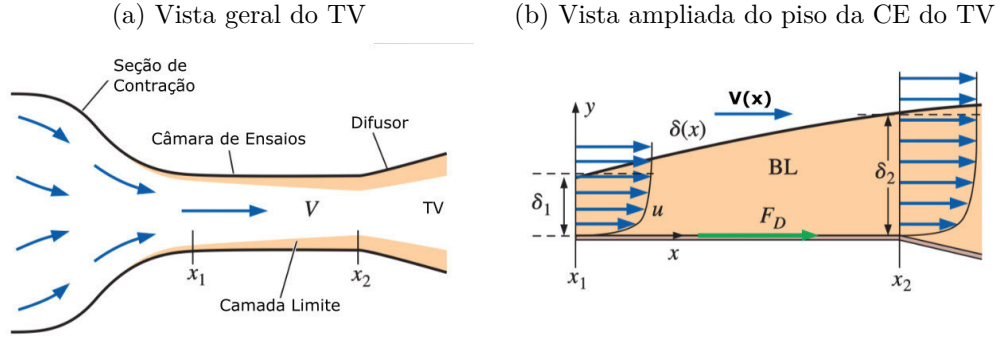 (a) Vista geral do TV
Seção de
Contração
Câmara de Ensaios
Difusor
V
TV
x₁
x₂
Camada Limite
(b) Vista ampliada do piso da CE do TV
y
V(x)
δ(x)
BL
δ₁
δ₂
u
F_D
x
x₁
x₂